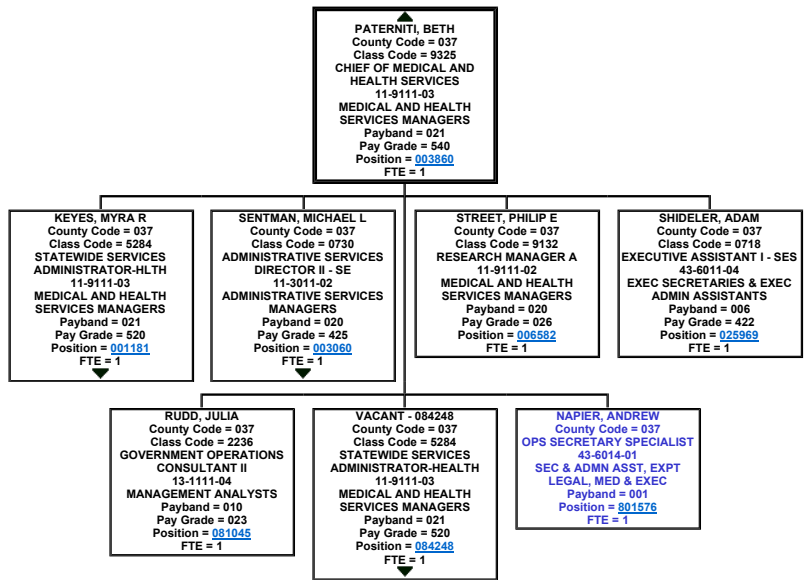 PATERNITI, BETH
County Code = 037
Class Code = 9325
CHIEF OF MEDICAL AND
HEALTH SERVICES
11-9111-03
MEDICAL AND HEALTH
SERVICES MANAGERS
Payband = 021
Pay Grade = 540
Position = 003860
FTE = 1
KEYES, MYRA R
County Code = 037
Class Code = 5284
STATEWIDE SERVICES
ADMINISTRATOR-HLTH
11-9111-03
MEDICAL AND HEALTH
SERVICES MANAGERS
Payband = 021
Pay Grade = 520
Position = 001181
FTE = 1
SENTMAN, MICHAEL L
County Code = 037
Class Code = 0730
ADMINISTRATIVE SERVICES
DIRECTOR II - SE
11-3011-02
ADMINISTRATIVE SERVICES
MANAGERS
Payband = 020
Pay Grade = 425
Position = 003060
FTE = 1
STREET, PHILIP E
County Code = 037
Class Code = 9132
RESEARCH MANAGER A
11-9111-02
MEDICAL AND HEALTH
SERVICES MANAGERS
Payband = 020
Pay Grade = 026
Position = 006582
FTE = 1
SHIDELER, ADAM
County Code = 037
Class Code = 0718
EXECUTIVE ASSISTANT I - SES
43-6011-04
EXEC SECRETARIES & EXEC
ADMIN ASSISTANTS
Payband = 006
Pay Grade = 422
Position = 025969
FTE = 1
RUDD, JULIA
County Code = 037
Class Code = 2236
GOVERNMENT OPERATIONS
CONSULTANT II
13-1111-04
MANAGEMENT ANALYSTS
Payband = 010
Pay Grade = 023
Position = 081045
FTE = 1
VACANT - 084248
County Code = 037
Class Code = 5284
STATEWIDE SERVICES
ADMINISTRATOR-HEALTH
11-9111-03
MEDICAL AND HEALTH
SERVICES MANAGERS
Payband = 021
Pay Grade = 520
Position = 084248
FTE = 1
NAPIER, ANDREW
County Code = 037
OPS SECRETARY SPECIALIST
43-6014-01
SEC & ADMN ASST, EXPT
LEGAL, MED & EXEC
Payband = 001
Position = 801576
FTE = 1